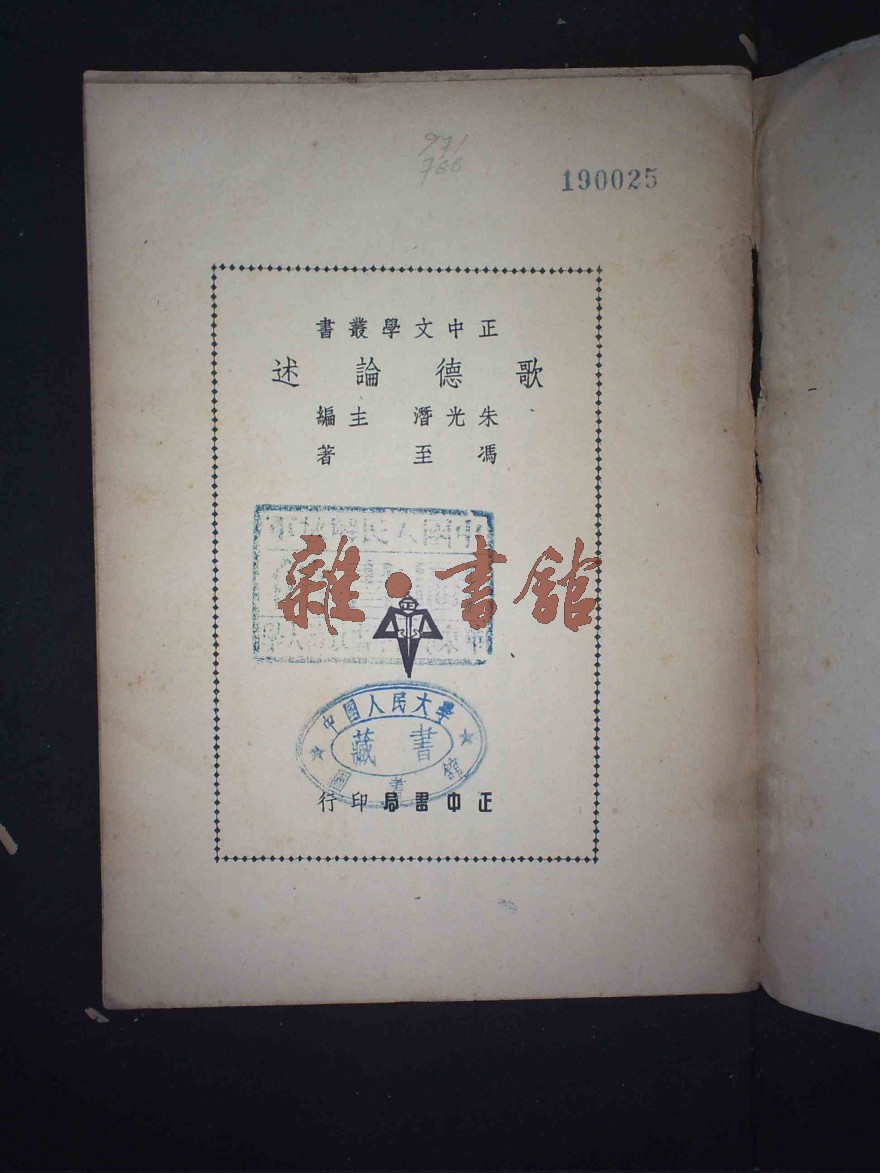 971
766
190025
正中文學叢書
歌德論述
朱光潛主編
馮至著
雜·書館
中國人民大學
藏書
圖書館
正中書局印行